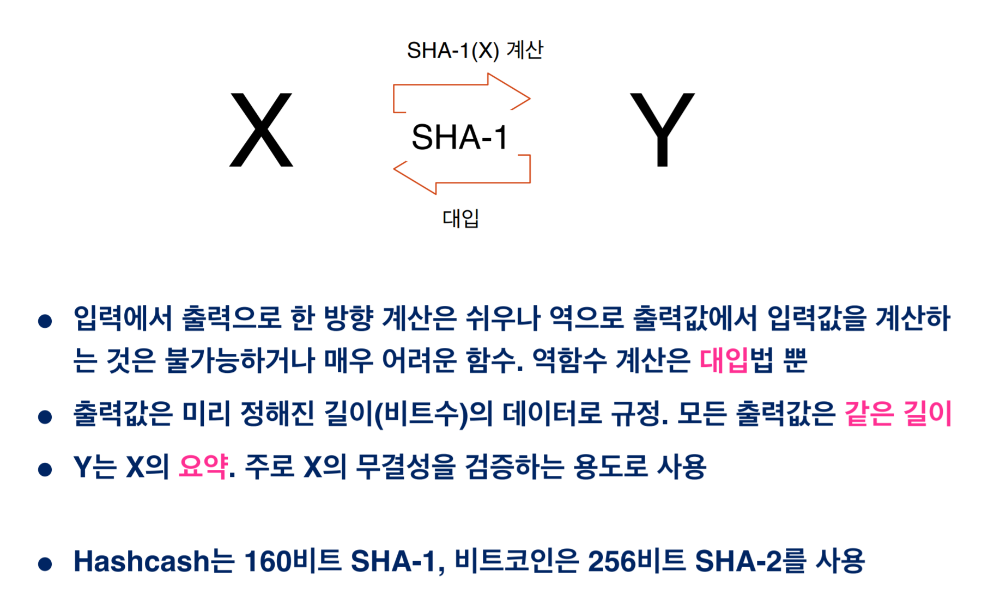 SHA-1(X) 계산
X
SHA-1
Y
대입
● 입력에서 출력으로 한 방향 계산은 쉬우나 역으로 출력값에서 입력값을 계산하
는 것은 불가능하거나 매우 어려운 함수. 역함수 계산은 대입법 뿐
● 출력값은 미리 정해진 길이(비트수)의 데이터로 규정. 모든 출력값은 같은 길이
● Y는 X의 요약. 주로 X의 무결성을 검증하는 용도로 사용
● Hashcash는 160비트 SHA-1, 비트코인은 256비트 SHA-2를 사용